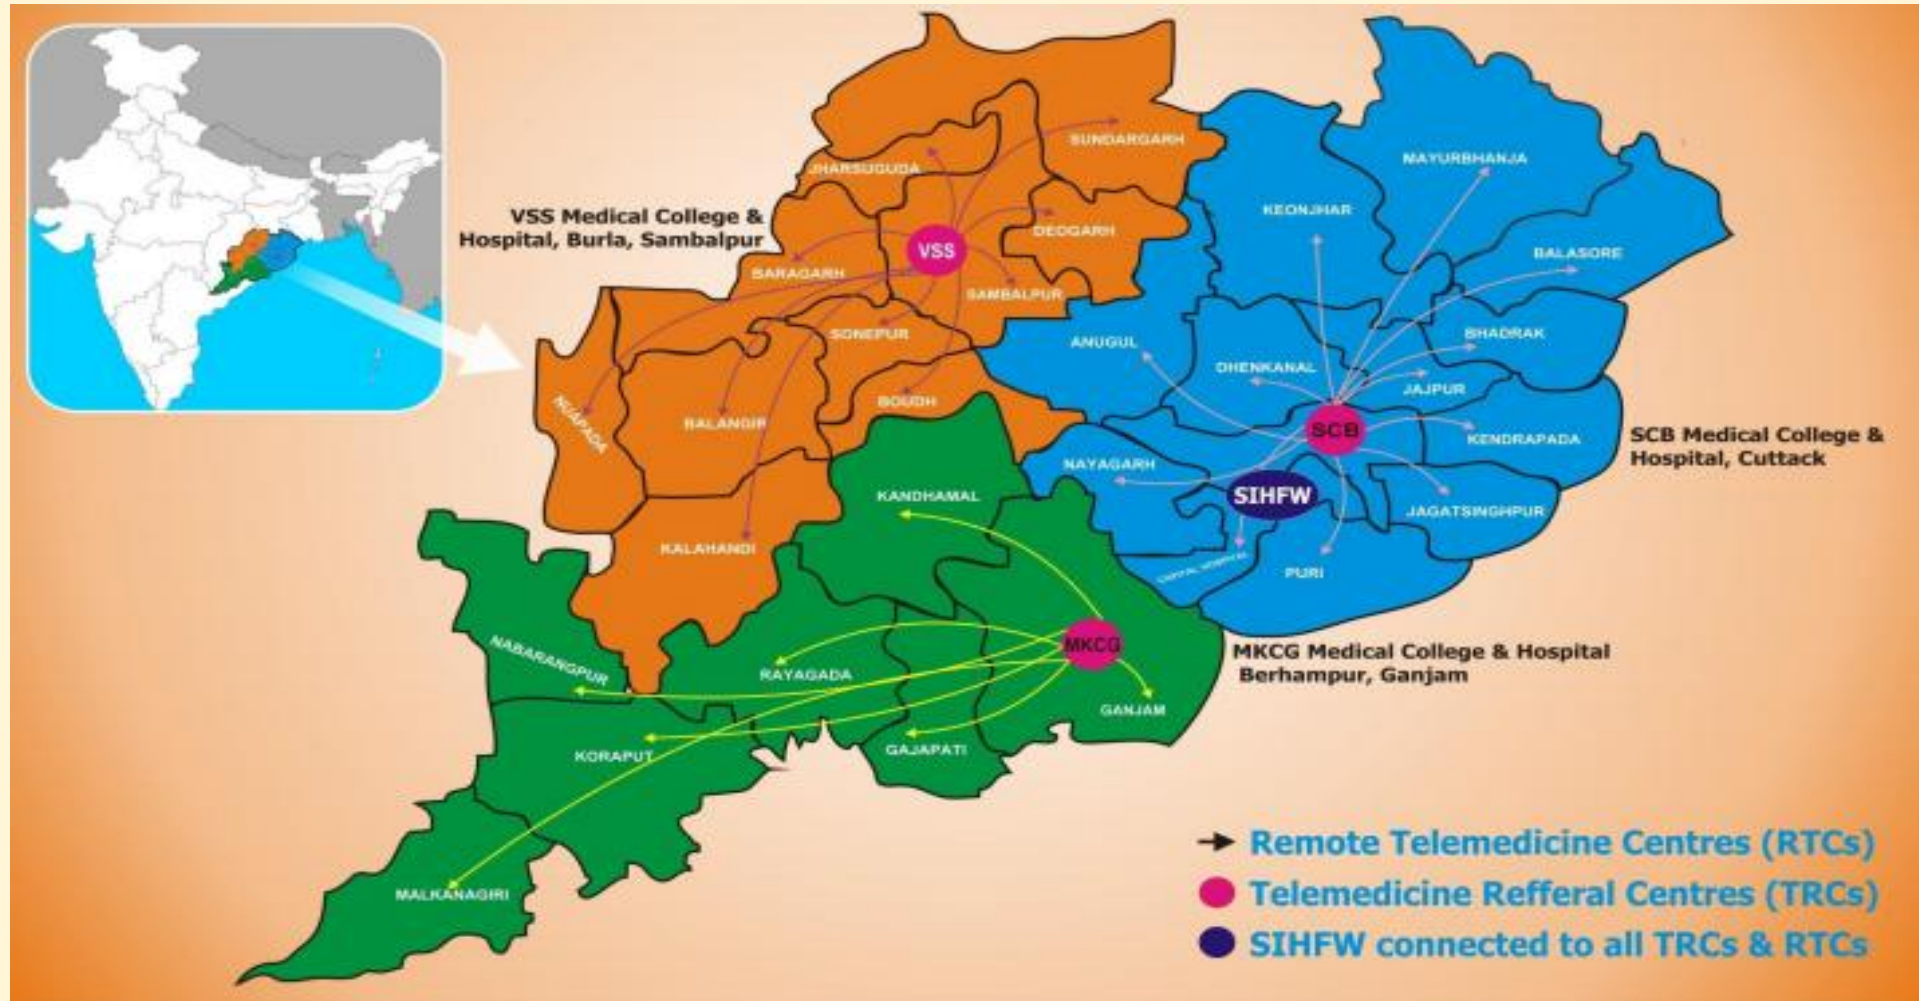 SUNDARGARH
JHARSUGUDA
MAYURBHANJA
VSS Medical College &
Hospital, Burla, Sambalpur
KEONJHAR
DEOGARH
VSS
BALASORE
BARAGARH
SAMBALPUR
SONEPUR
ANUGUL
BHADRAK
DHENKANAL
JAJPUR
BOUDH
NUAPADA
BALANGIR
SCB
KENDRAPADA
SCB Medical College &
Hospital, Cuttack
NAYAGARH
SIHFW
KANDHAMAL
JAGATSINGHPUR
KALAHANDI
CAPITAL HOSPITAL
PURI
MKCG
MKCG Medical College & Hospital
Berhampur, Ganjam
NABARANGPUR
RAYAGADA
GANJAM
GAJAPATI
KORAPUT
MALKANAGIRI
Remote Telemedicine Centres (RTCs)
Telemedicine Refferal Centres (TRCs)
SIHFW connected to all TRCs & RTCs